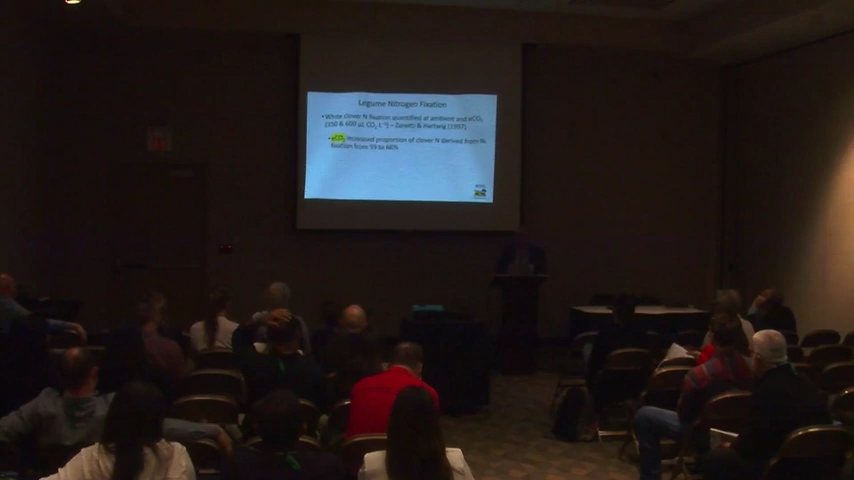 Legume Nitrogen Fixation
• White clover N fixation quantified at ambient and eCO₂
(350 & 600 µL CO₂ L⁻¹) – Zanetti & Hartwig (1997)
• eCO₂ increased proportion of clover N derived from N₂
fixation from 59 to 66%